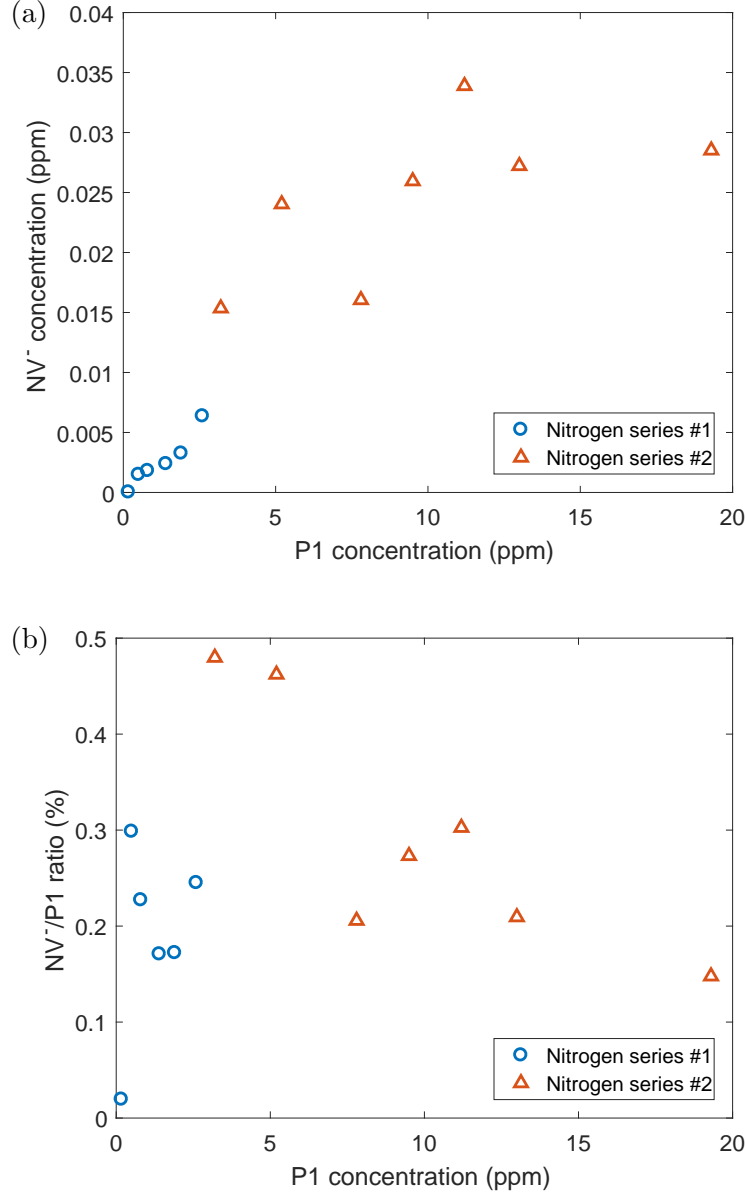 (a)
0.04
0.035
0.03
0.025
0.02
0.015
0.01
0.005
0
NV⁻ concentration (ppm)
Nitrogen series #1
Nitrogen series #2
0 5 10 15 20
P1 concentration (ppm)
(b)
0.5
0.4
0.3
0.2
0.1
0
NV⁻/P1 ratio (%)
Nitrogen series #1
Nitrogen series #2
0 5 10 15 20
P1 concentration (ppm)